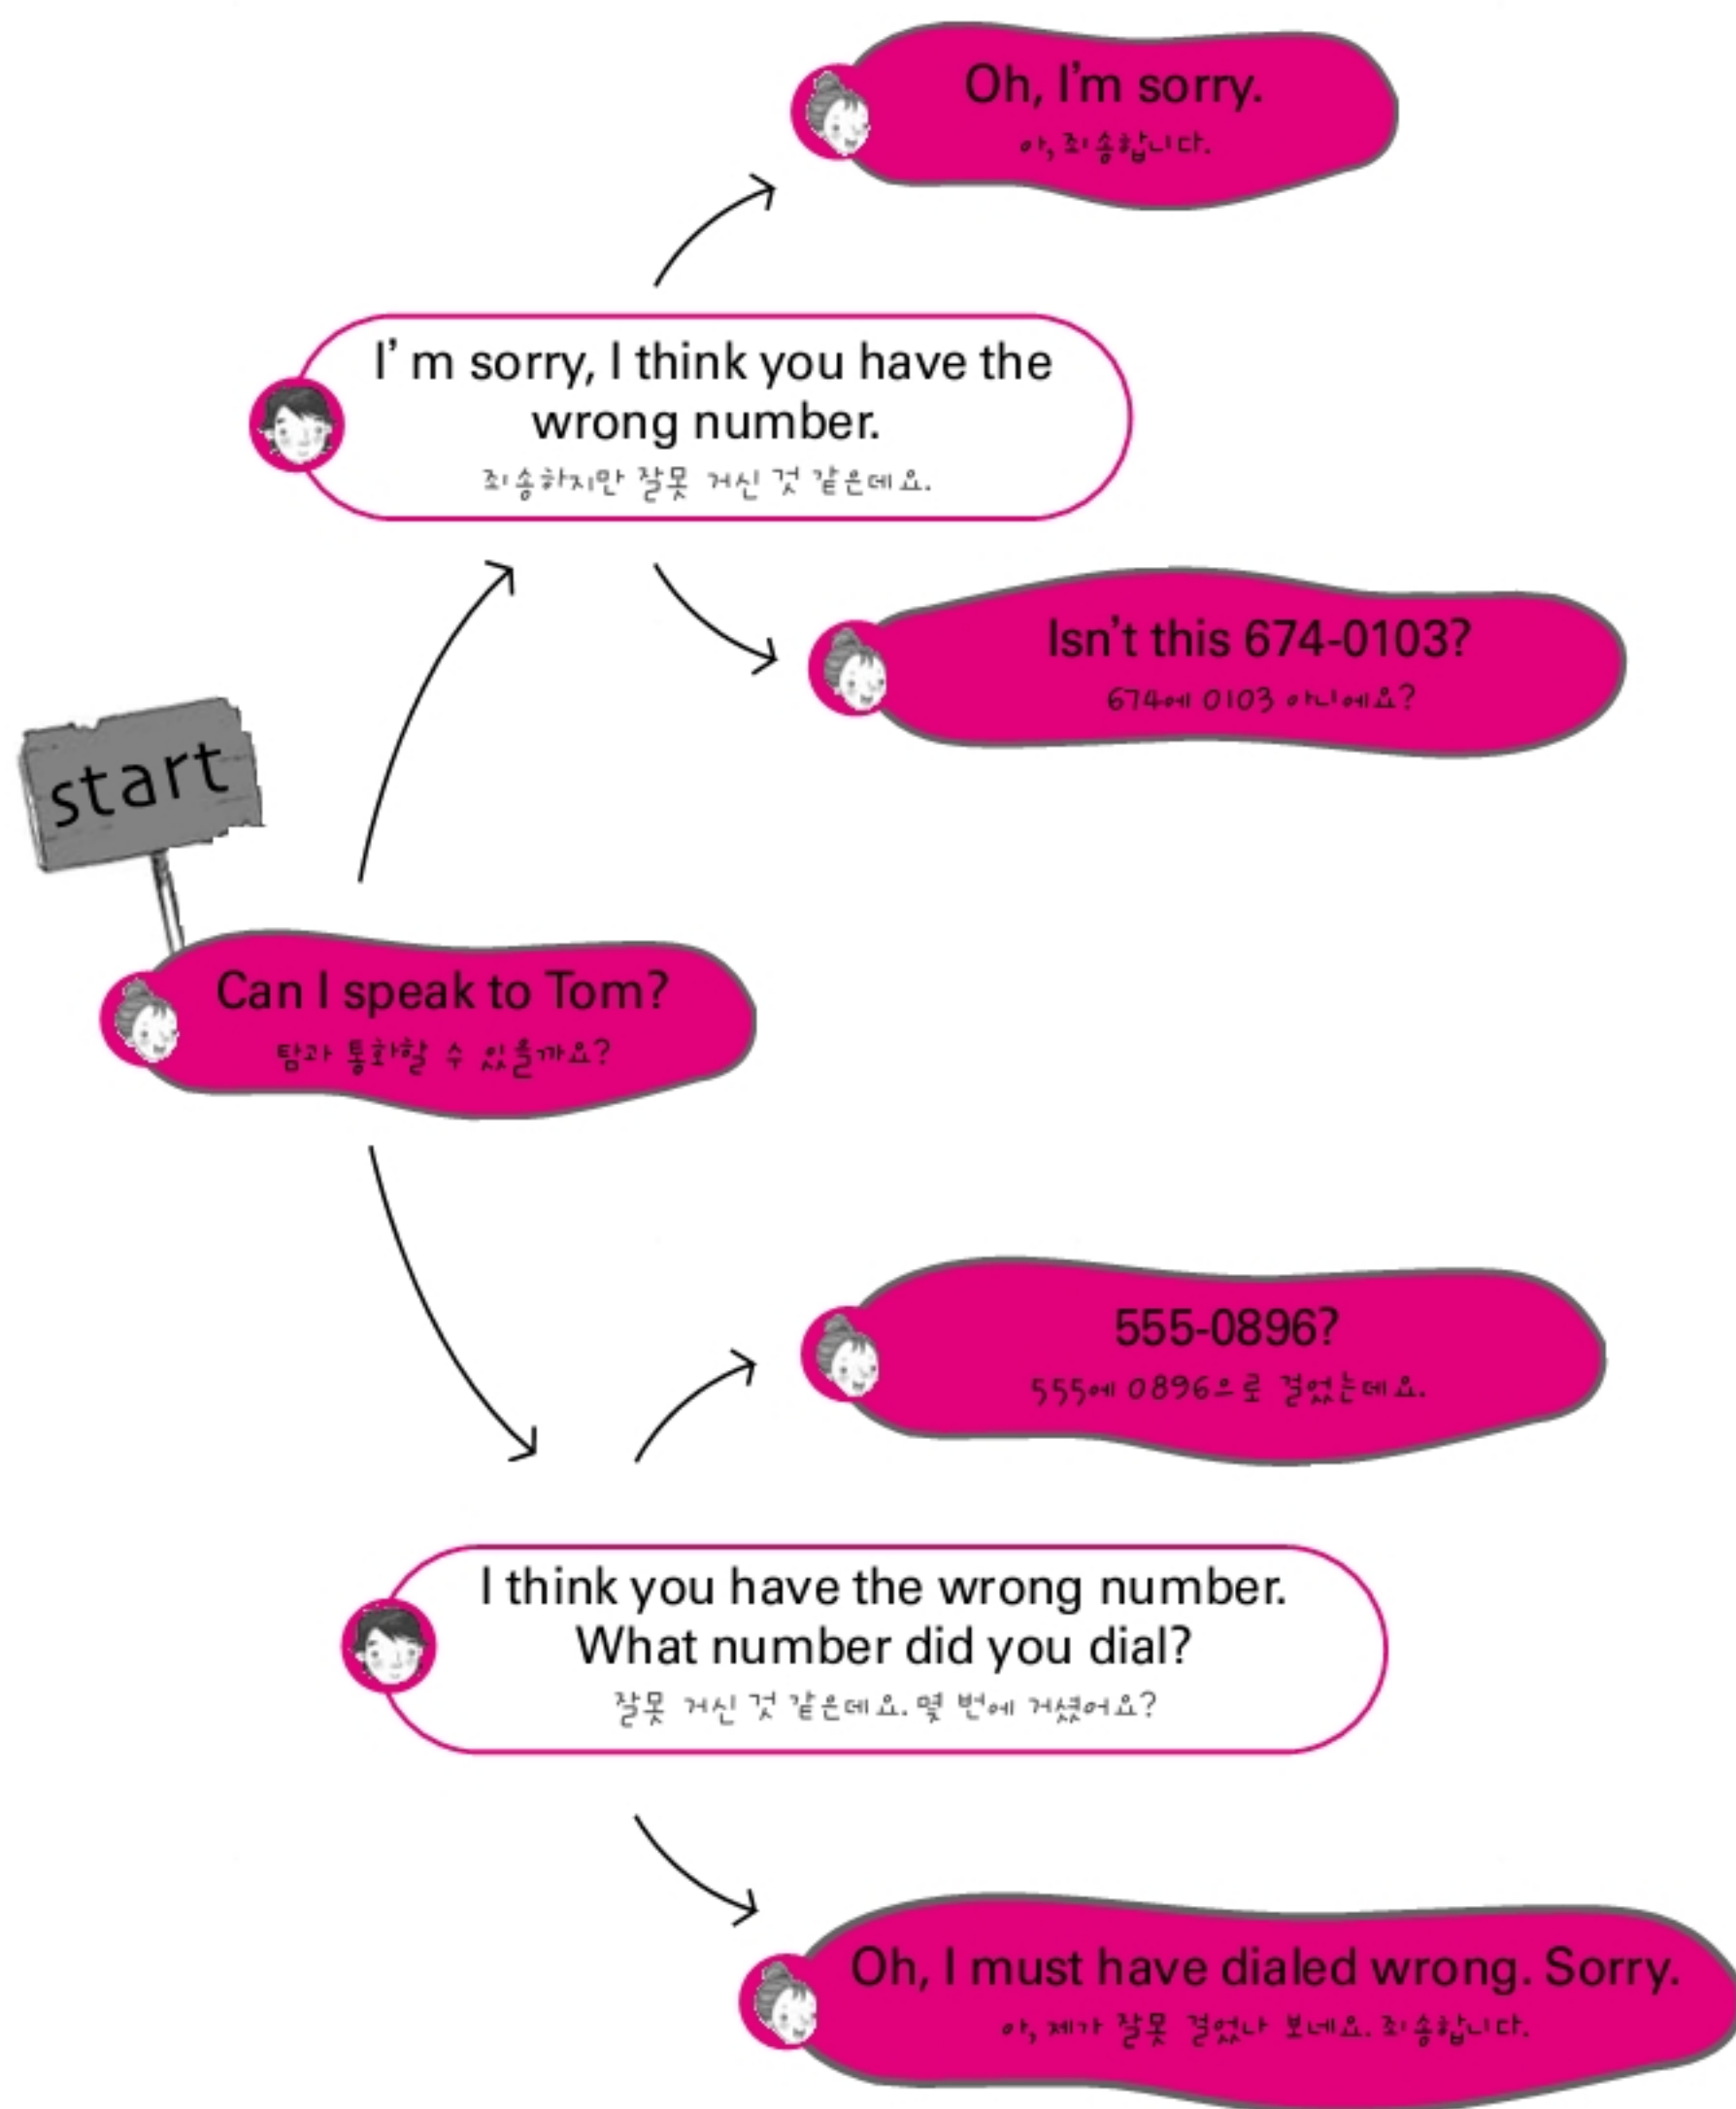 Oh, I'm sorry.
아, 죄송합니다.
I' m sorry, I think you have the
wrong number.
죄송하지만 잘못 거신 것 같은데요.
Isn't this 674-0103?
674에 0103 아니에요?
start
Can I speak to Tom?
탐과 통화할 수 있을까요?
555-0896?
555에 0896으로 걸었는데요.
I think you have the wrong number.
What number did you dial?
잘못 거신 것 같은데요. 몇 번에 거셨어요?
Oh, I must have dialed wrong. Sorry.
아, 제가 잘못 걸었나 보네요. 죄송합니다.